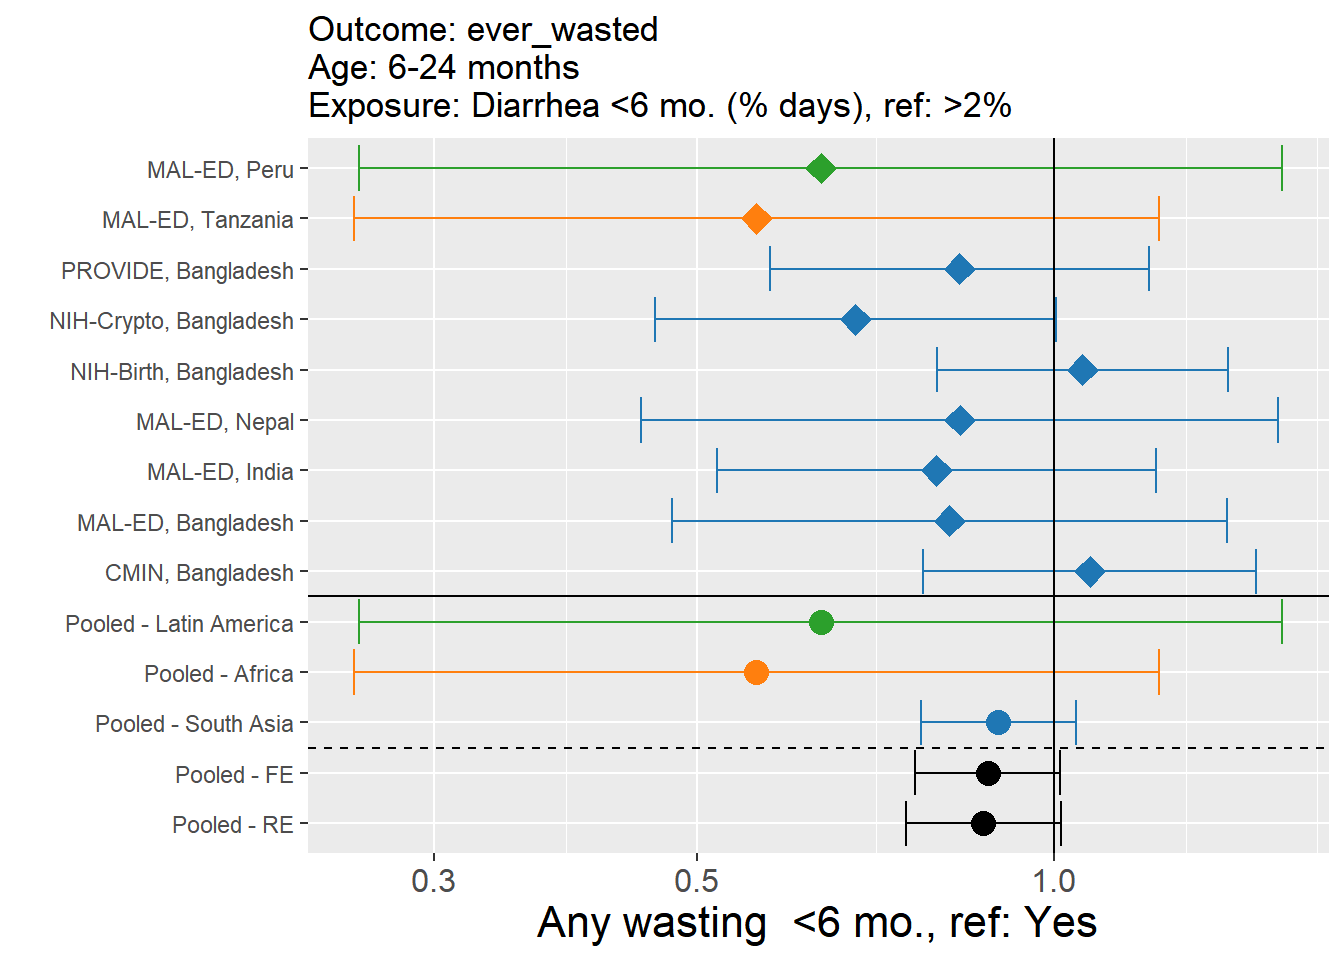 Outcome: ever_wasted
Age: 6-24 months
Exposure: Diarrhea <6 mo. (% days), ref: >2%
MAL-ED, Peru
MAL-ED, Tanzania
PROVIDE, Bangladesh
NIH-Crypto, Bangladesh
NIH-Birth, Bangladesh
MAL-ED, Nepal
MAL-ED, India
MAL-ED, Bangladesh
CMIN, Bangladesh
Pooled - Latin America
Pooled - Africa
Pooled - South Asia
Pooled - FE
Pooled - RE
0.3 0.5 1.0
Any wasting  <6 mo., ref: Yes